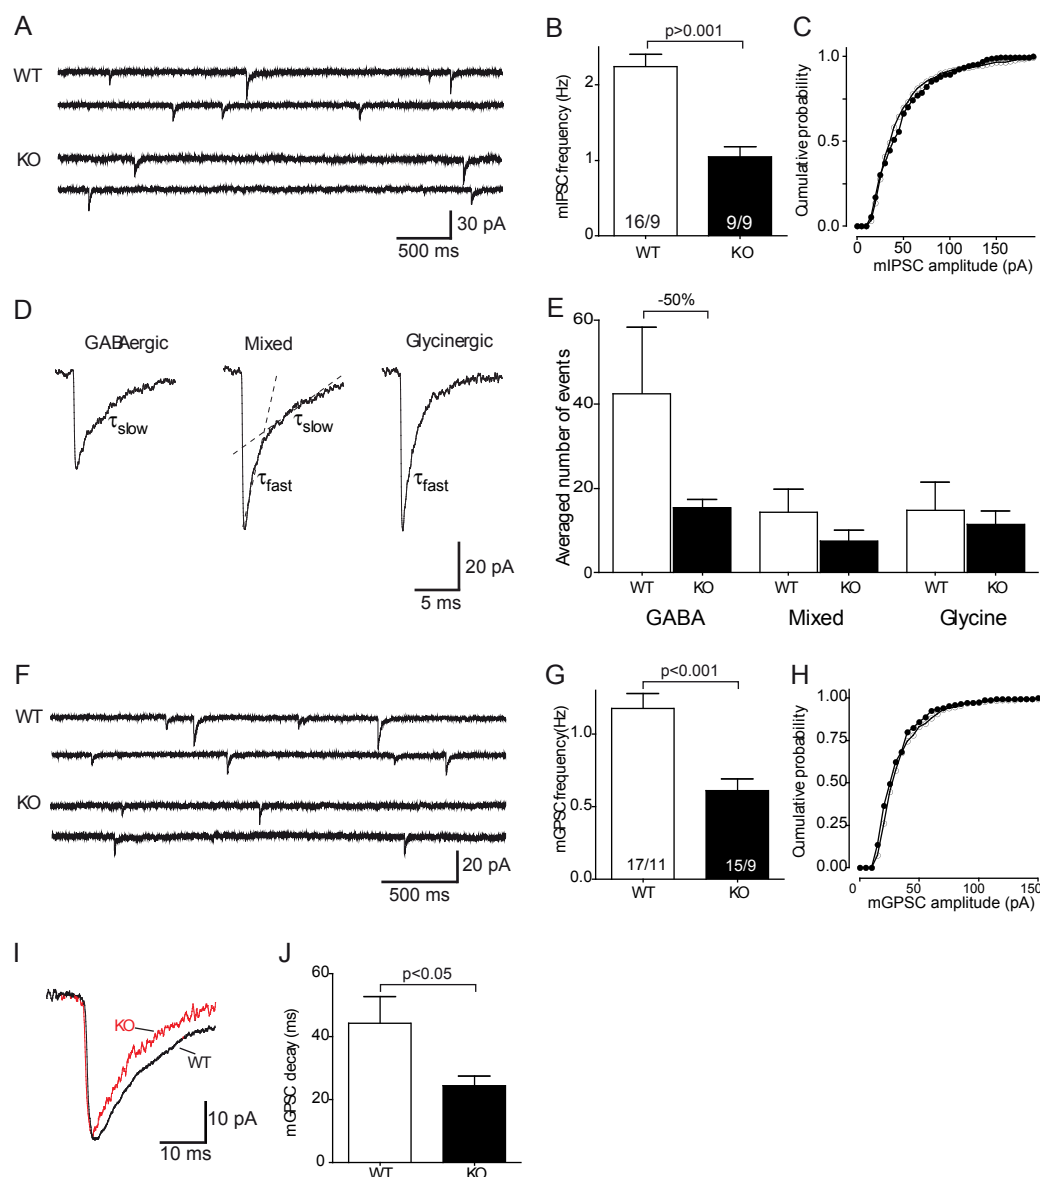 A
WT
KO
30 pA
500 ms
B
p>0.001
mIPSC frequency (Hz)
2
1
0
16/9
9/9
WT
KO
C
Cumulative probability
1.0
0.5
0.0
0
50
100
150
mIPSC amplitude (pA)
D
GABAergic
Mixed
Glycinergic
τslow
τfast
τslow
τfast
20 pA
5 ms
E
-50%
Averaged number of events
60
40
20
0
WT
KO
WT
KO
WT
KO
GABA
Mixed
Glycine
F
WT
KO
20 pA
500 ms
G
p<0.001
mGPSC frequency(Hz)
1.0
0.5
0.0
17/11
15/9
WT
KO
H
Cumulative probability
1.00
0.75
0.50
0.25
0.00
0
50
100
150
mGPSC amplitude (pA)
I
KO
WT
10 pA
10 ms
J
p<0.05
mGPSC decay (ms)
60
40
20
0
WT
KO